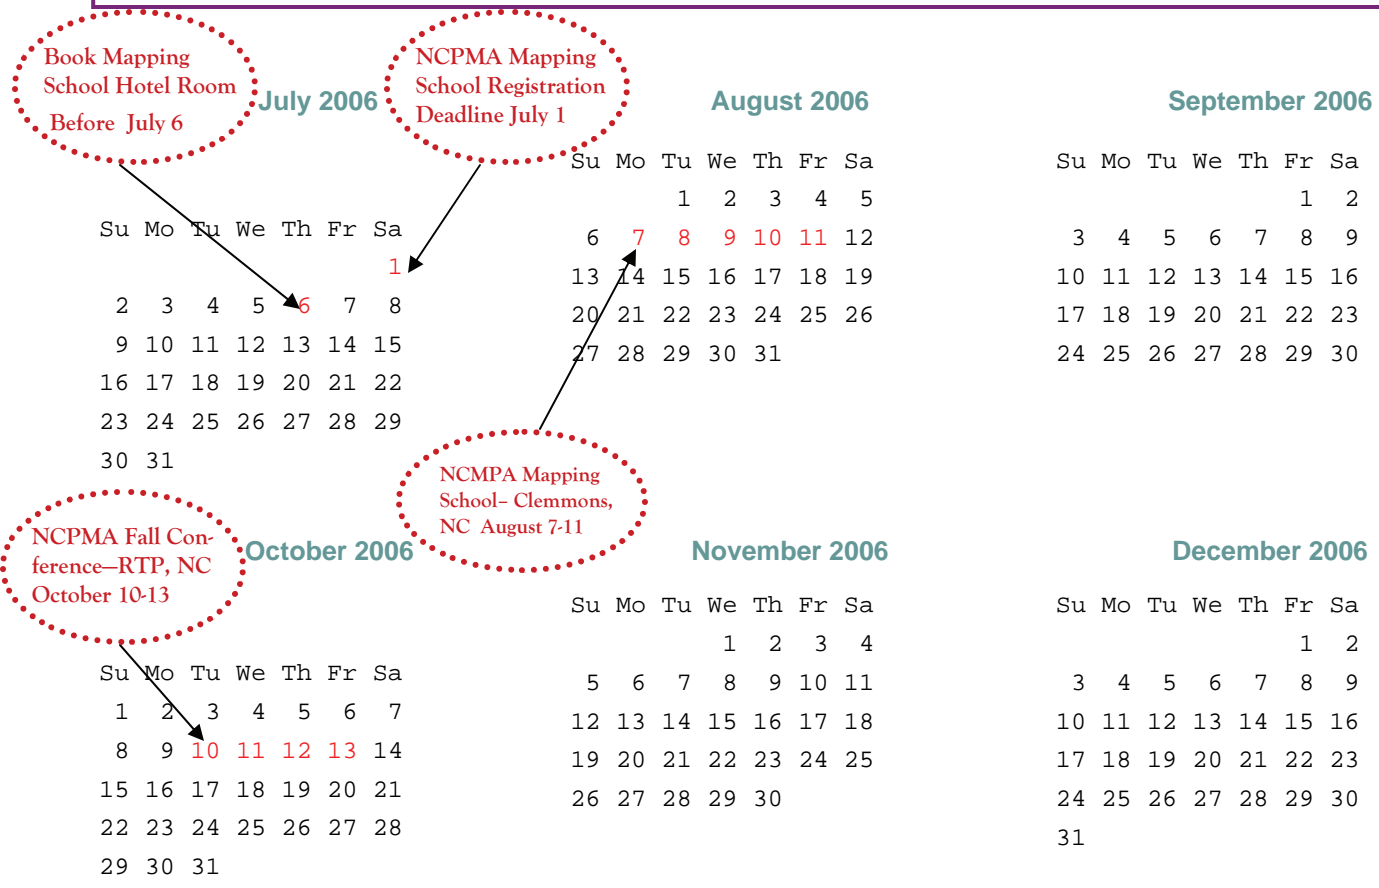 Book Mapping
School Hotel Room
Before July 6
NCPMA Mapping
School Registration
Deadline July 1
July 2006
Su Mo Tu We Th Fr Sa
1
2 3 4 5 6 7 8
9 10 11 12 13 14 15
16 17 18 19 20 21 22
23 24 25 26 27 28 29
30 31
August 2006
Su Mo Tu We Th Fr Sa
1 2 3 4 5
6 7 8 9 10 11 12
13 14 15 16 17 18 19
20 21 22 23 24 25 26
27 28 29 30 31
NCMPA Mapping
School– Clemmons,
NC August 7-11
September 2006
Su Mo Tu We Th Fr Sa
1 2
3 4 5 6 7 8 9
10 11 12 13 14 15 16
17 18 19 20 21 22 23
24 25 26 27 28 29 30
NCPMA Fall Con-
ference—RTP, NC
October 10-13
October 2006
Su Mo Tu We Th Fr Sa
1 2 3 4 5 6 7
8 9 10 11 12 13 14
15 16 17 18 19 20 21
22 23 24 25 26 27 28
29 30 31
November 2006
Su Mo Tu We Th Fr Sa
1 2 3 4
5 6 7 8 9 10 11
12 13 14 15 16 17 18
19 20 21 22 23 24 25
26 27 28 29 30
December 2006
Su Mo Tu We Th Fr Sa
1 2
3 4 5 6 7 8 9
10 11 12 13 14 15 16
17 18 19 20 21 22 23
24 25 26 27 28 29 30
31